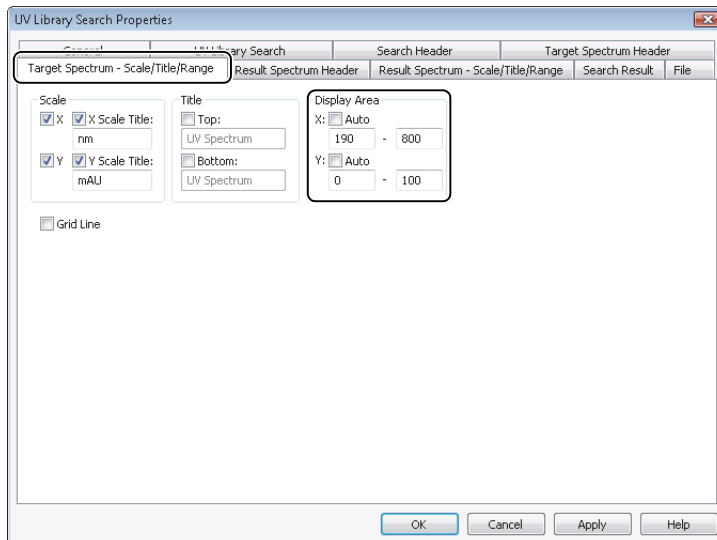 UV Library Search Properties
General UV Library Search Search Header Target Spectrum Header
Target Spectrum - Scale/Title/Range Result Spectrum Header Result Spectrum - Scale/Title/Range Search Result File
Scale Title Display Area
X X Scale Title: Top: X: Auto
nm UV Spectrum 190 - 800
Y Y Scale Title: Bottom: Y: Auto
mAU UV Spectrum 0 - 100
Grid Line
OK Cancel Apply Help